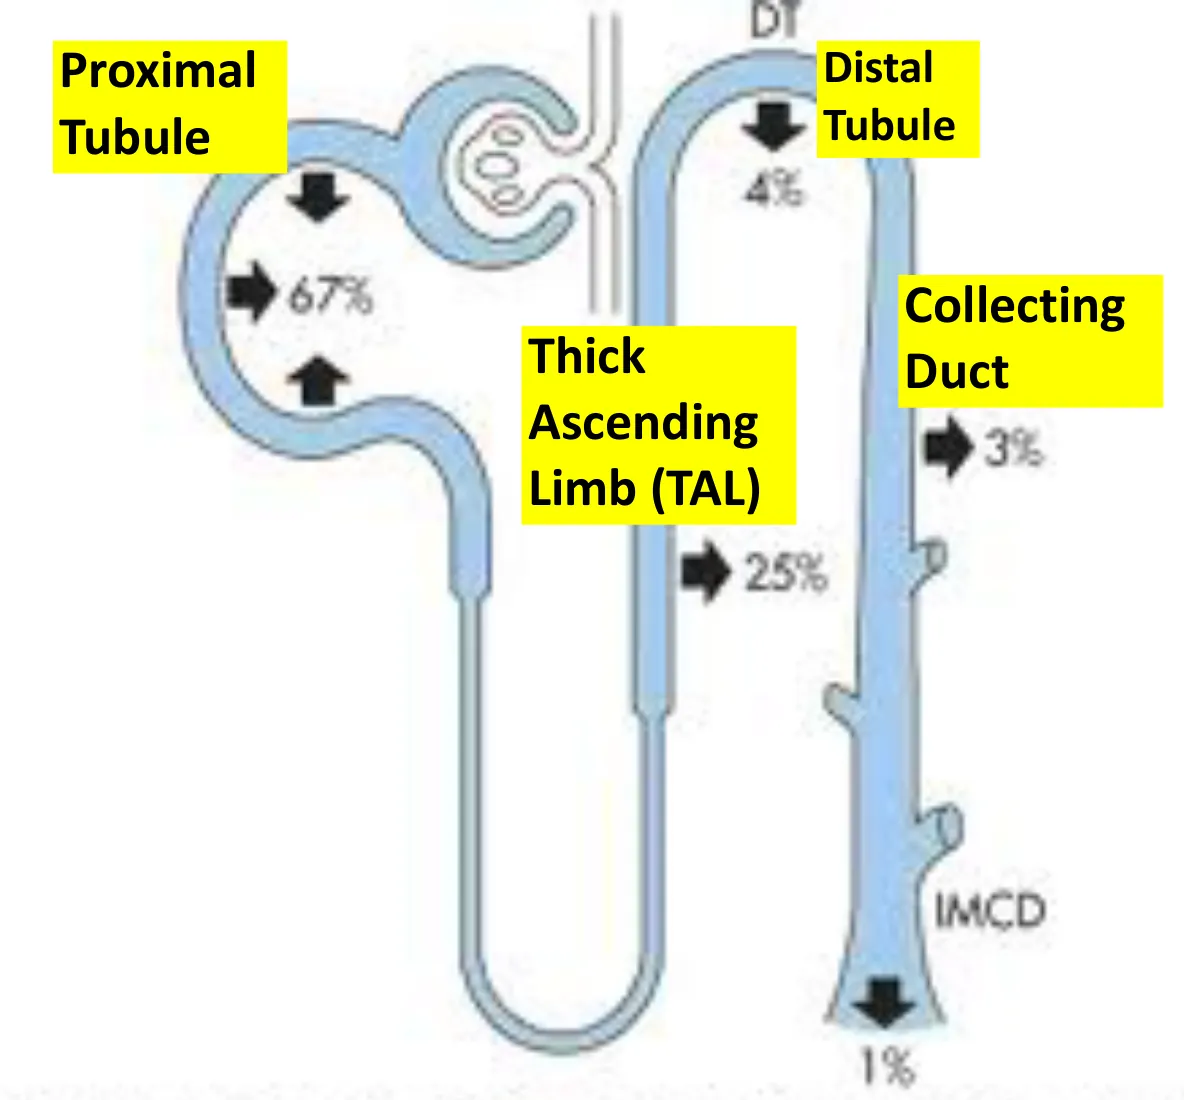 DT
Proximal
Tubule
Distal
Tubule
4%
67%
Collecting
Duct
Thick
Ascending
Limb (TAL)
3%
25%
IMCD
1%